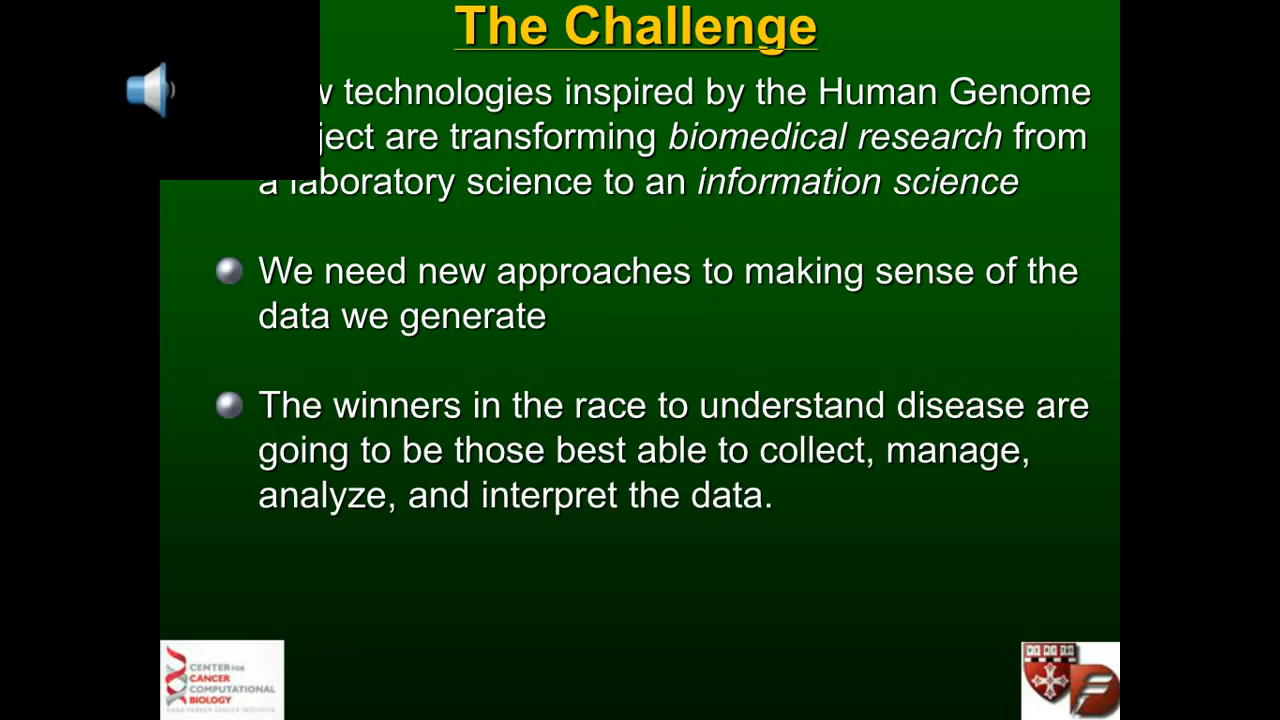 The Challenge
technologies inspired by the Human Genome
are transforming biomedical research from
a laboratory science to an information science
We need new approaches to making sense of the
data we generate
The winners in the race to understand disease are
going to be those best able to collect, manage,
analyze, and interpret the data.
CENTER FOR
CANCER
COMPUTATIONAL
BIOLOGY